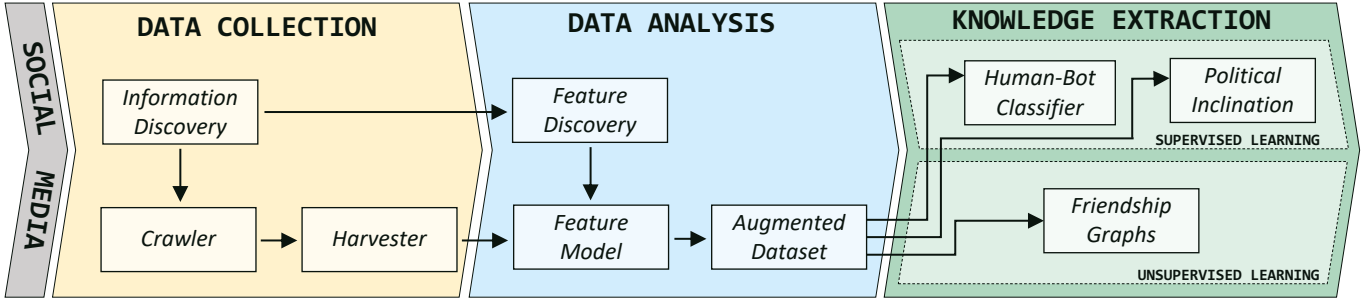 SOCIAL MEDIA
DATA COLLECTION
Information
Discovery
Crawler
Harvester
DATA ANALYSIS
Feature
Discovery
Feature
Model
Augmented
Dataset
KNOWLEDGE EXTRACTION
Human-Bot
Classifier
Political
Inclination
SUPERVISED LEARNING
Friendship
Graphs
UNSUPERVISED LEARNING